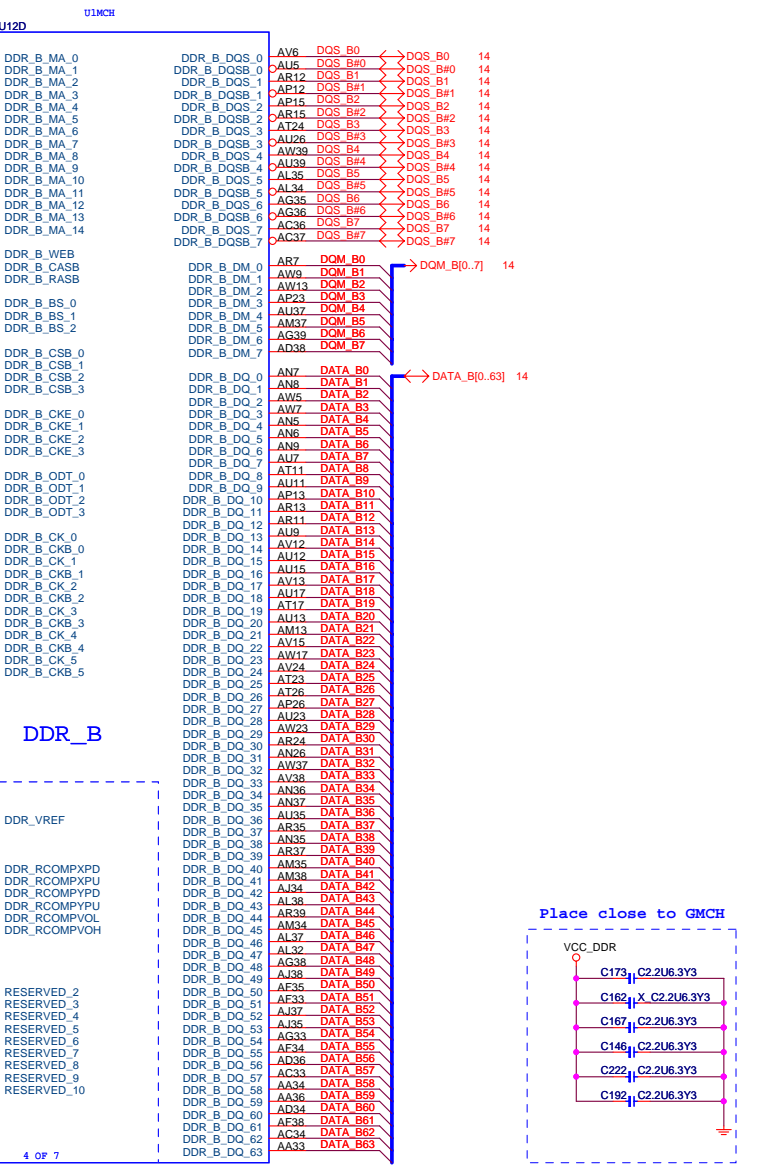 U1MCH
U12D
DDR_B_MA_0
DDR_B_MA_1
DDR_B_MA_2
DDR_B_MA_3
DDR_B_MA_4
DDR_B_MA_5
DDR_B_MA_6
DDR_B_MA_7
DDR_B_MA_8
DDR_B_MA_9
DDR_B_MA_10
DDR_B_MA_11
DDR_B_MA_12
DDR_B_MA_13
DDR_B_MA_14
DDR_B_WEB
DDR_B_CASB
DDR_B_RASB
DDR_B_BS_0
DDR_B_BS_1
DDR_B_BS_2
DDR_B_CSB_0
DDR_B_CSB_1
DDR_B_CSB_2
DDR_B_CSB_3
DDR_B_CKE_0
DDR_B_CKE_1
DDR_B_CKE_2
DDR_B_CKE_3
DDR_B_ODT_0
DDR_B_ODT_1
DDR_B_ODT_2
DDR_B_ODT_3
DDR_B_CK_0
DDR_B_CKB_0
DDR_B_CK_1
DDR_B_CKB_1
DDR_B_CK_2
DDR_B_CKB_2
DDR_B_CK_3
DDR_B_CKB_3
DDR_B_CK_4
DDR_B_CKB_4
DDR_B_CK_5
DDR_B_CKB_5
DDR_B
DDR_VREF
DDR_RCOMPXPD
DDR_RCOMPXPU
DDR_RCOMPYPD
DDR_RCOMPYPU
DDR_RCOMPVOL
DDR_RCOMPVOH
RESERVED_2
RESERVED_3
RESERVED_4
RESERVED_5
RESERVED_6
RESERVED_7
RESERVED_8
RESERVED_9
RESERVED_10
4 OF 7
DDR_B_DQS_0 AV6 DQS_B0 DQS_B0 14
DDR_B_DQSB_0 AU5 DQS_B#0 DQS_B#0 14
DDR_B_DQS_1 AR12 DQS_B1 DQS_B1 14
DDR_B_DQSB_1 AP12 DQS_B#1 DQS_B#1 14
DDR_B_DQS_2 AP15 DQS_B2 DQS_B2 14
DDR_B_DQSB_2 AR15 DQS_B#2 DQS_B#2 14
DDR_B_DQS_3 AT24 DQS_B3 DQS_B3 14
DDR_B_DQSB_3 AU26 DQS_B#3 DQS_B#3 14
DDR_B_DQS_4 AW39 DQS_B4 DQS_B4 14
DDR_B_DQSB_4 AU39 DQS_B#4 DQS_B#4 14
DDR_B_DQS_5 AL35 DQS_B5 DQS_B5 14
DDR_B_DQSB_5 AL34 DQS_B#5 DQS_B#5 14
DDR_B_DQS_6 AG35 DQS_B6 DQS_B6 14
DDR_B_DQSB_6 AG36 DQS_B#6 DQS_B#6 14
DDR_B_DQS_7 AC36 DQS_B7 DQS_B7 14
DDR_B_DQSB_7 AC37 DQS_B#7 DQS_B#7 14
DDR_B_DM_0 AR7 DQM_B0 DQM_B[0..7] 14
DDR_B_DM_1 AW9 DQM_B1
DDR_B_DM_2 AW13 DQM_B2
DDR_B_DM_3 AP23 DQM_B3
DDR_B_DM_4 AU37 DQM_B4
DDR_B_DM_5 AM37 DQM_B5
DDR_B_DM_6 AG39 DQM_B6
DDR_B_DM_7 AD38 DQM_B7
DDR_B_DQ_0 AN7 DATA_B0 DATA_B[0..63] 14
DDR_B_DQ_1 AN8 DATA_B1
DDR_B_DQ_2 AW5 DATA_B2
DDR_B_DQ_3 AW7 DATA_B3
DDR_B_DQ_4 AN5 DATA_B4
DDR_B_DQ_5 AN6 DATA_B5
DDR_B_DQ_6 AN9 DATA_B6
DDR_B_DQ_7 AU7 DATA_B7
DDR_B_DQ_8 AT11 DATA_B8
DDR_B_DQ_9 AU11 DATA_B9
DDR_B_DQ_10 AP13 DATA_B10
DDR_B_DQ_11 AR13 DATA_B11
DDR_B_DQ_12 AR11 DATA_B12
DDR_B_DQ_13 AU9 DATA_B13
DDR_B_DQ_14 AV12 DATA_B14
DDR_B_DQ_15 AU12 DATA_B15
DDR_B_DQ_16 AU15 DATA_B16
DDR_B_DQ_17 AV13 DATA_B17
DDR_B_DQ_18 AU17 DATA_B18
DDR_B_DQ_19 AT17 DATA_B19
DDR_B_DQ_20 AU13 DATA_B20
DDR_B_DQ_21 AM13 DATA_B21
DDR_B_DQ_22 AV15 DATA_B22
DDR_B_DQ_23 AW17 DATA_B23
DDR_B_DQ_24 AV24 DATA_B24
DDR_B_DQ_25 AT23 DATA_B25
DDR_B_DQ_26 AT26 DATA_B26
DDR_B_DQ_27 AP26 DATA_B27
DDR_B_DQ_28 AU23 DATA_B28
DDR_B_DQ_29 AW23 DATA_B29
DDR_B_DQ_30 AR24 DATA_B30
DDR_B_DQ_31 AN26 DATA_B31
DDR_B_DQ_32 AW37 DATA_B32
DDR_B_DQ_33 AV38 DATA_B33
DDR_B_DQ_34 AN36 DATA_B34
DDR_B_DQ_35 AN37 DATA_B35
DDR_B_DQ_36 AU35 DATA_B36
DDR_B_DQ_37 AR35 DATA_B37
DDR_B_DQ_38 AN35 DATA_B38
DDR_B_DQ_39 AR37 DATA_B39
DDR_B_DQ_40 AM35 DATA_B40
DDR_B_DQ_41 AM38 DATA_B41
DDR_B_DQ_42 AJ34 DATA_B42
DDR_B_DQ_43 AL38 DATA_B43
DDR_B_DQ_44 AR39 DATA_B44
DDR_B_DQ_45 AM34 DATA_B45
DDR_B_DQ_46 AL37 DATA_B46
DDR_B_DQ_47 AL32 DATA_B47
DDR_B_DQ_48 AG38 DATA_B48
DDR_B_DQ_49 AJ38 DATA_B49
DDR_B_DQ_50 AF35 DATA_B50
DDR_B_DQ_51 AF33 DATA_B51
DDR_B_DQ_52 AJ37 DATA_B52
DDR_B_DQ_53 AJ35 DATA_B53
DDR_B_DQ_54 AG33 DATA_B54
DDR_B_DQ_55 AF34 DATA_B55
DDR_B_DQ_56 AD36 DATA_B56
DDR_B_DQ_57 AC33 DATA_B57
DDR_B_DQ_58 AA34 DATA_B58
DDR_B_DQ_59 AA36 DATA_B59
DDR_B_DQ_60 AD34 DATA_B60
DDR_B_DQ_61 AF38 DATA_B61
DDR_B_DQ_62 AC34 DATA_B62
DDR_B_DQ_63 AA33 DATA_B63
Place close to GMCH
VCC_DDR
C173 C2.2U6.3Y3
C162 X_C2.2U6.3Y3
C167 C2.2U6.3Y3
C146 C2.2U6.3Y3
C222 C2.2U6.3Y3
C192 C2.2U6.3Y3